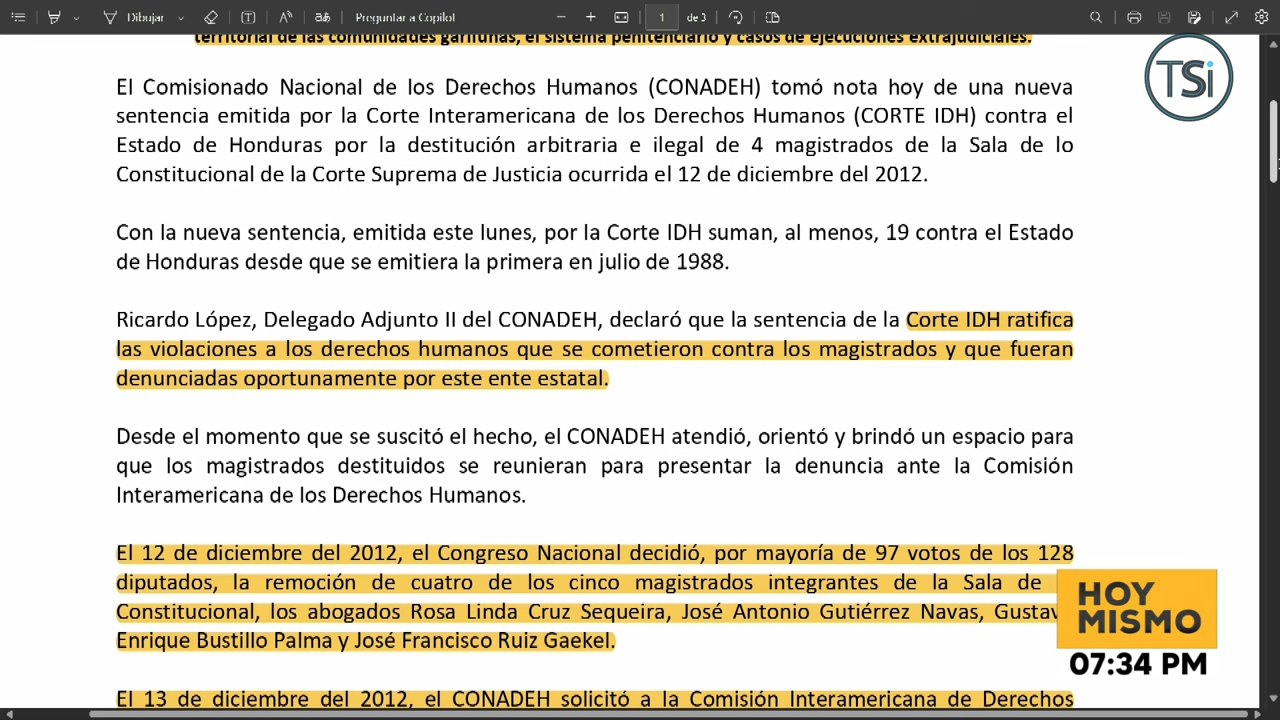 Dibujar
Preguntar a Copilot
1 de 3
territorial de las comunidades garífunas, el sistema penitenciario y casos de ejecuciones extrajudiciales.
TSi
El Comisionado Nacional de los Derechos Humanos (CONADEH) tomó nota hoy de una nueva
sentencia emitida por la Corte Interamericana de los Derechos Humanos (CORTE IDH) contra el
Estado de Honduras por la destitución arbitraria e ilegal de 4 magistrados de la Sala de lo
Constitucional de la Corte Suprema de Justicia ocurrida el 12 de diciembre del 2012.
Con la nueva sentencia, emitida este lunes, por la Corte IDH suman, al menos, 19 contra el Estado
de Honduras desde que se emitiera la primera en julio de 1988.
Ricardo López, Delegado Adjunto II del CONADEH, declaró que la sentencia de la Corte IDH ratifica
las violaciones a los derechos humanos que se cometieron contra los magistrados y que fueran
denunciadas oportunamente por este ente estatal.
Desde el momento que se suscitó el hecho, el CONADEH atendió, orientó y brindó un espacio para
que los magistrados destituidos se reunieran para presentar la denuncia ante la Comisión
Interamericana de los Derechos Humanos.
El 12 de diciembre del 2012, el Congreso Nacional decidió, por mayoría de 97 votos de los 128
diputados, la remoción de cuatro de los cinco magistrados integrantes de la Sala de
Constitucional, los abogados Rosa Linda Cruz Sequeira, José Antonio Gutiérrez Navas, Gustav
Enrique Bustillo Palma y José Francisco Ruiz Gaekel.
El 13 de diciembre del 2012, el CONADEH solicitó a la Comisión Interamericana de Derechos
HOY
MISMO
07:34 PM